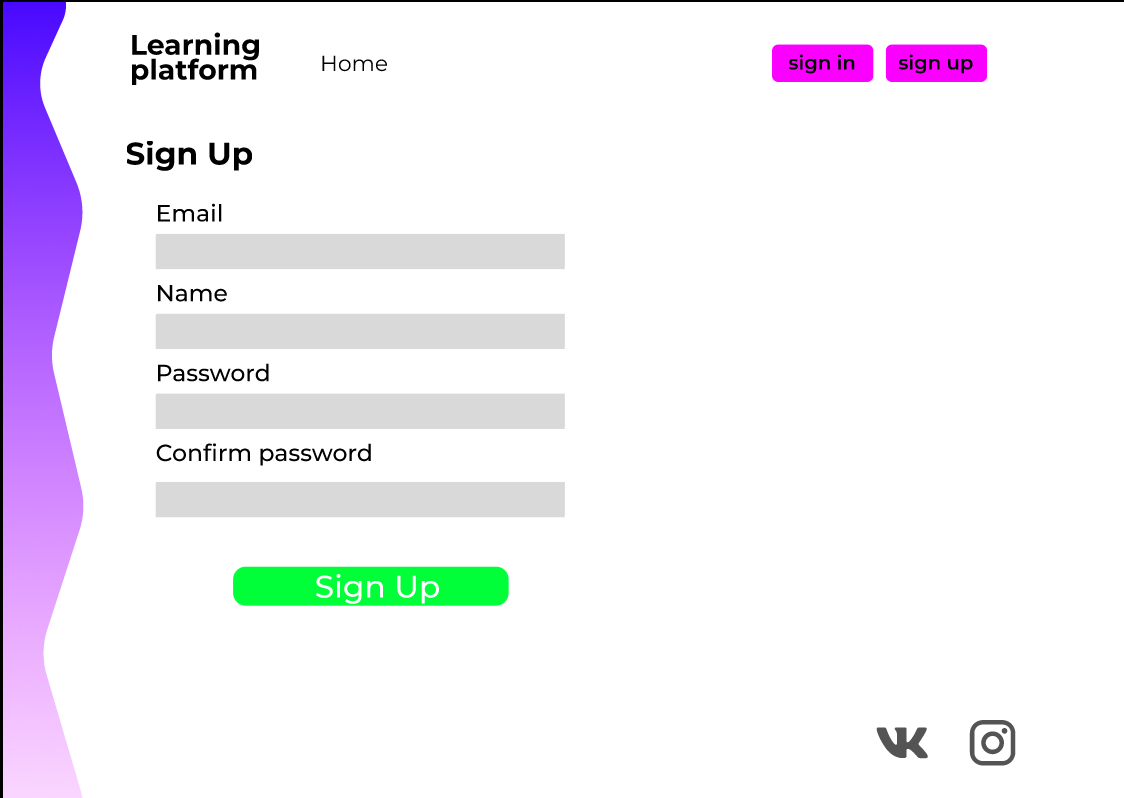 Learning
platform
Home
sign in
sign up
Sign Up
Email
Name
Password
Confirm password
Sign Up